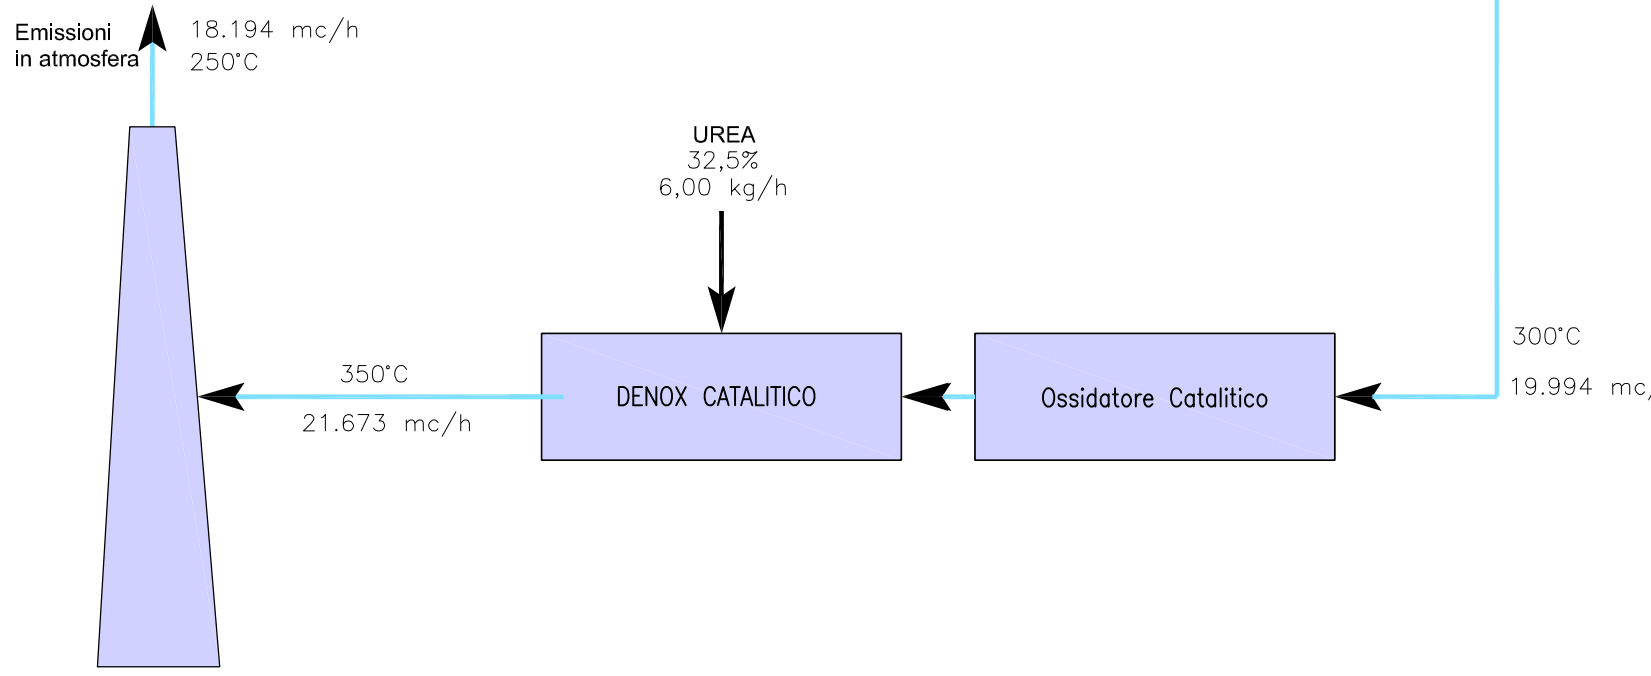 Emissioni
in atmosfera
18.194 mc/h
250°C
UREA
32,5%
6,00 kg/h
350°C
21.673 mc/h
DENOX CATALITICO
Ossidatore Catalitico
300°C
19.994 mc/